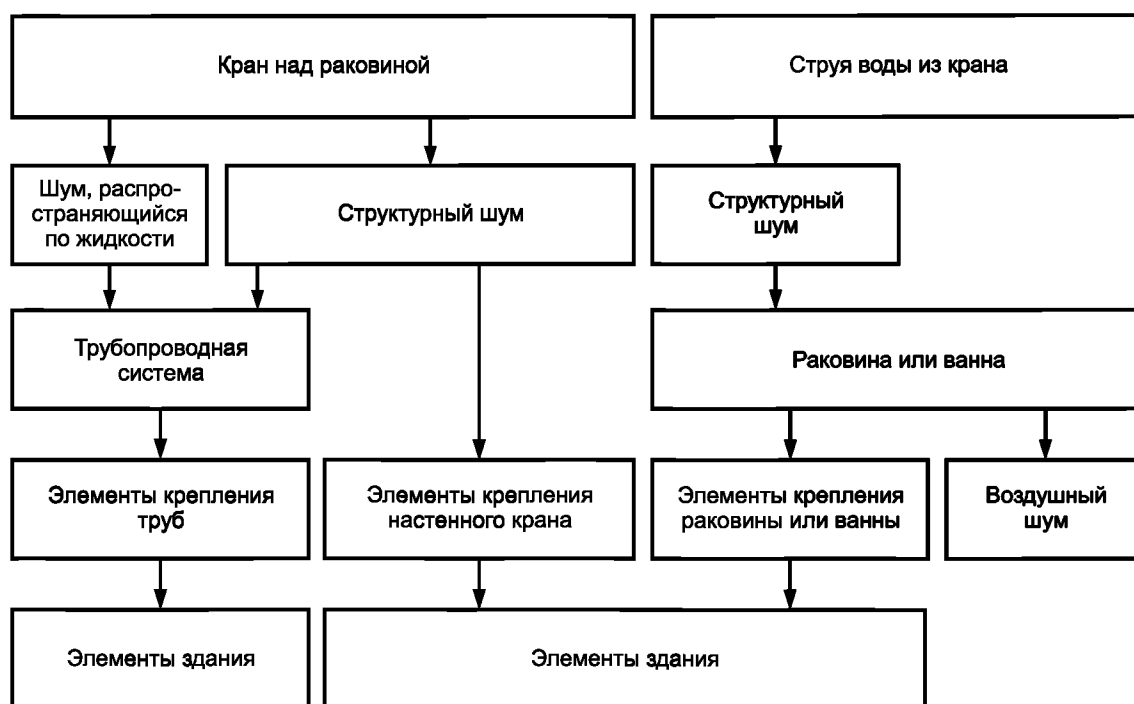 Кран над раковиной
Струя воды из крана
Шум, распро-
страняющийся
по жидкости
Структурный шум
Структурный
шум
Трубопроводная
система
Раковина или ванна
Элементы крепления
труб
Элементы крепления
настенного крана
Элементы крепления
раковины или ванны
Воздушный
шум
Элементы здания
Элементы здания